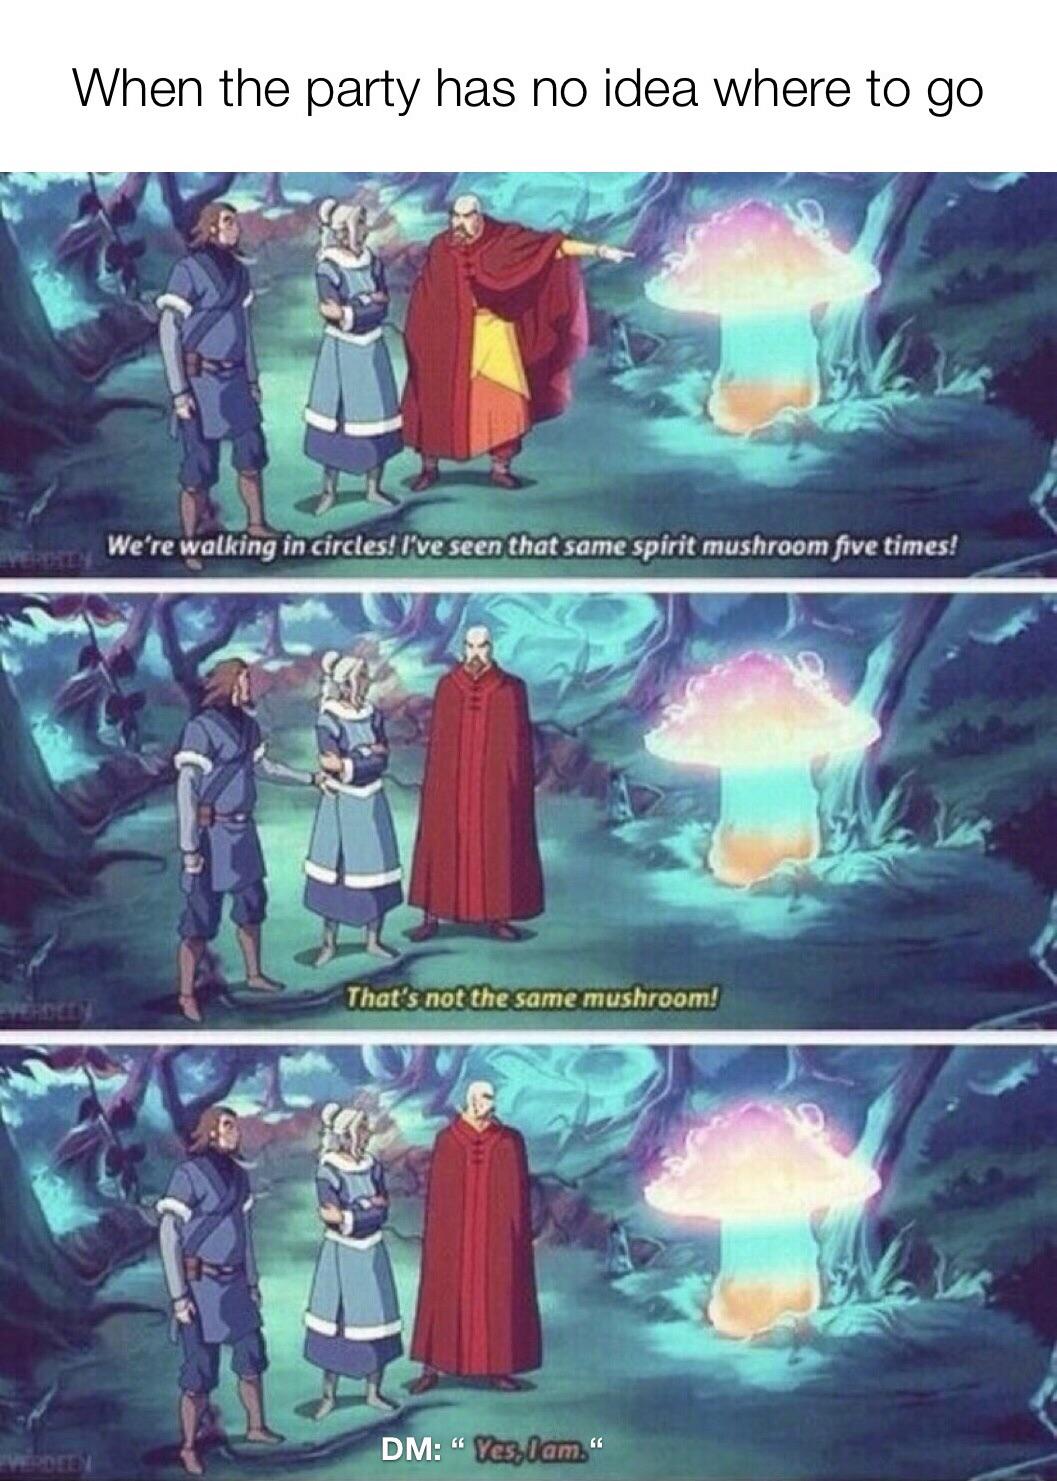 When the party has no idea where to go
We're walking in circles! I've seen that same spirit mushroom five times!
That's not the same mushroom!
DM: “ Yes, I am.“